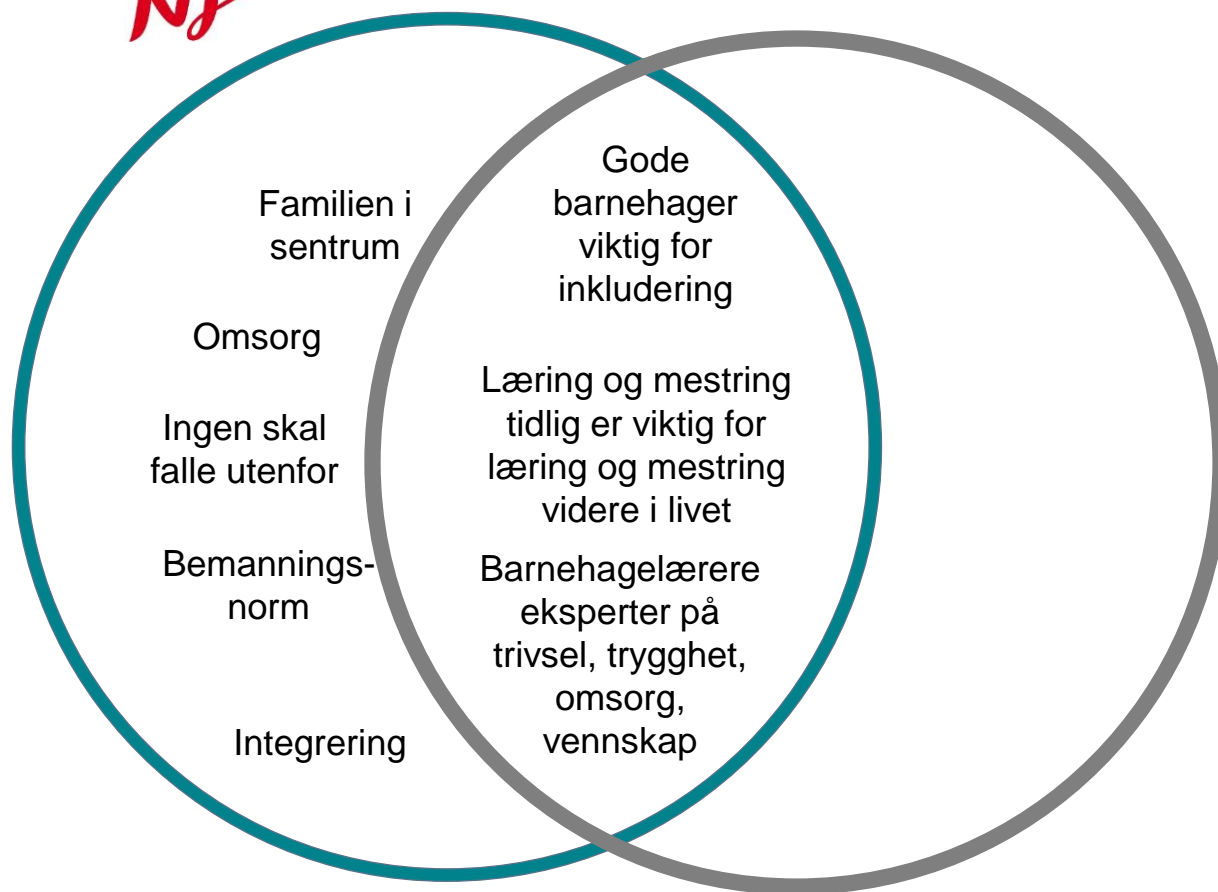 Familien i
sentrum
Omsorg
Ingen skal
falle utenfor
Bemannings-
norm
Integrering
Gode
barnehager
viktig for
inkludering
Læring og mestring
tidlig er viktig for
læring og mestring
videre i livet
Barnehagelærere
eksperter på
trivsel, trygghet,
omsorg,
vennskap